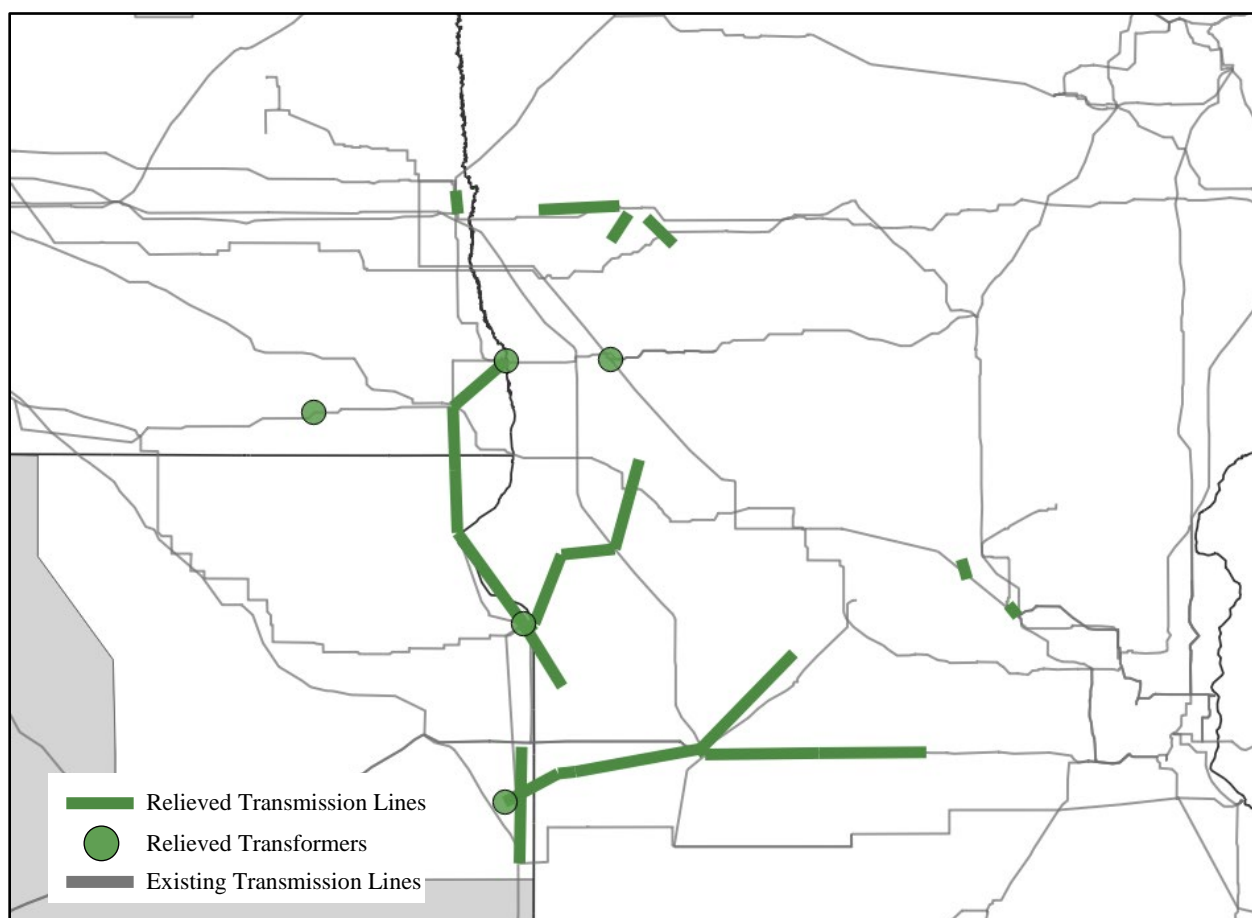 Relieved Transmission Lines
Relieved Transformers
Existing Transmission Lines